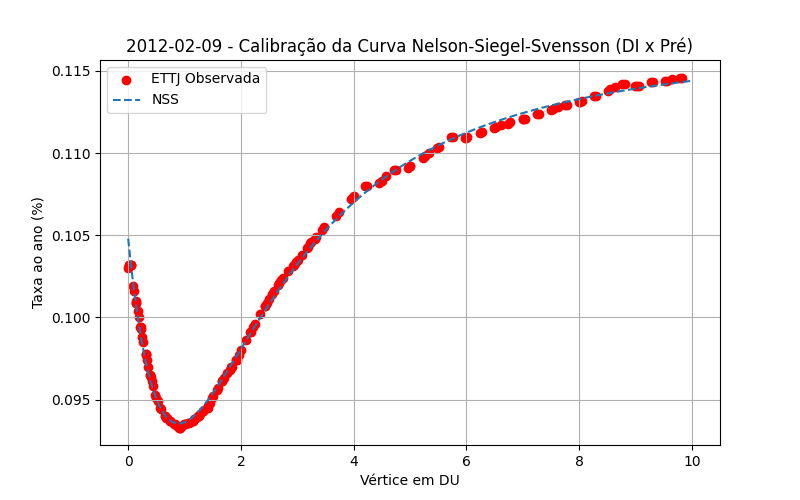 2012-02-09 - Calibração da Curva Nelson-Siegel-Svensson (DI x Pré)
ETTJ Observada
NSS
Taxa ao ano (%)
0.115
0.110
0.105
0.100
0.095
0 2 4 6 8 10
Vértice em DU